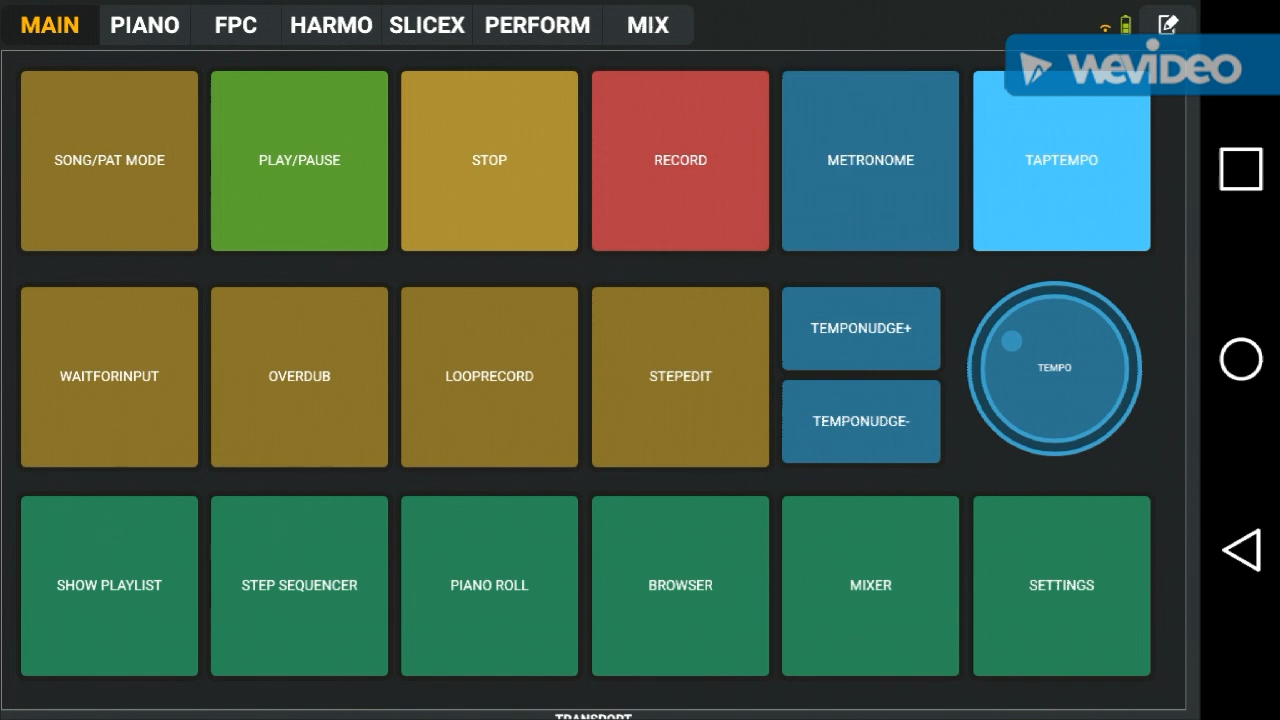 MAIN PIANO FPC HARMO SLICEX PERFORM MIX
WEVIDEO
SONG/PAT MODE PLAY/PAUSE STOP RECORD METRONOME TAPTEMPO
TEMPONUDGE+
WAITFORINPUT OVERDUB LOOPRECORD STEPEDIT TEMPO
TEMPONUDGE-
SHOW PLAYLIST STEP SEQUENCER PIANO ROLL BROWSER MIXER SETTINGS
TRANSPORT